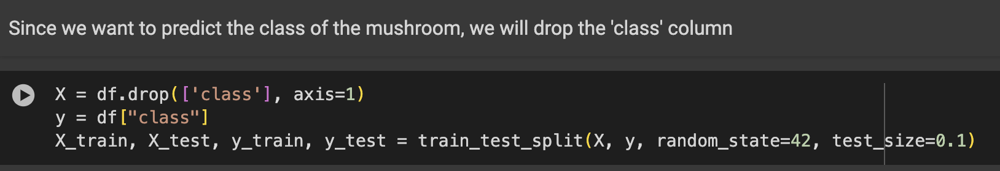 Since we want to predict the class of the mushroom, we will drop the 'class' column
X = df.drop(['class'], axis=1)
y = df["class"]
X_train, X_test, y_train, y_test = train_test_split(X, y, random_state=42, test_size=0.1)